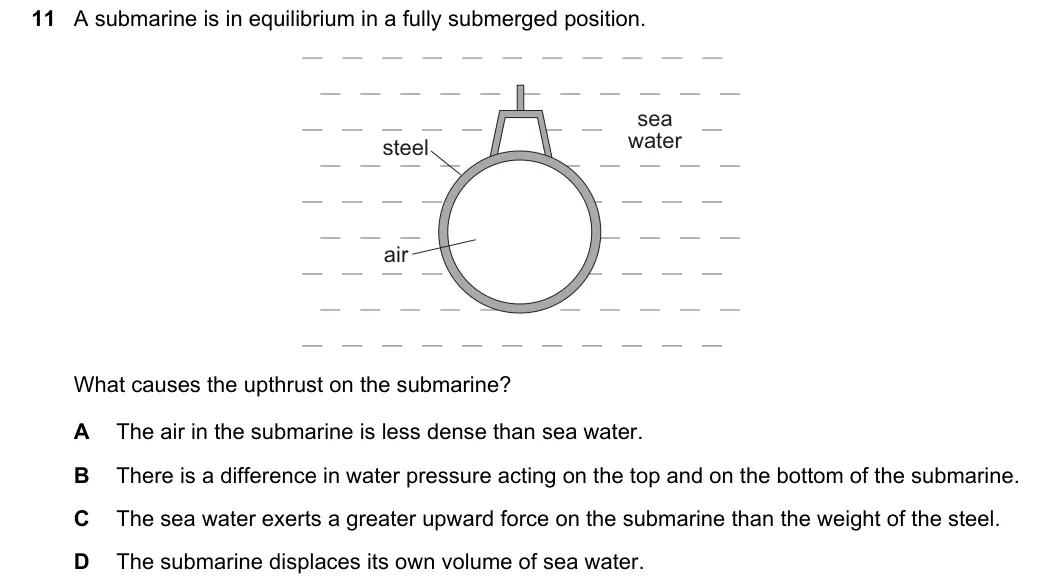 11 A submarine is in equilibrium in a fully submerged position.
sea
water
steel
air
What causes the upthrust on the submarine?
A The air in the submarine is less dense than sea water.
B There is a difference in water pressure acting on the top and on the bottom of the submarine.
C The sea water exerts a greater upward force on the submarine than the weight of the steel.
D The submarine displaces its own volume of sea water.